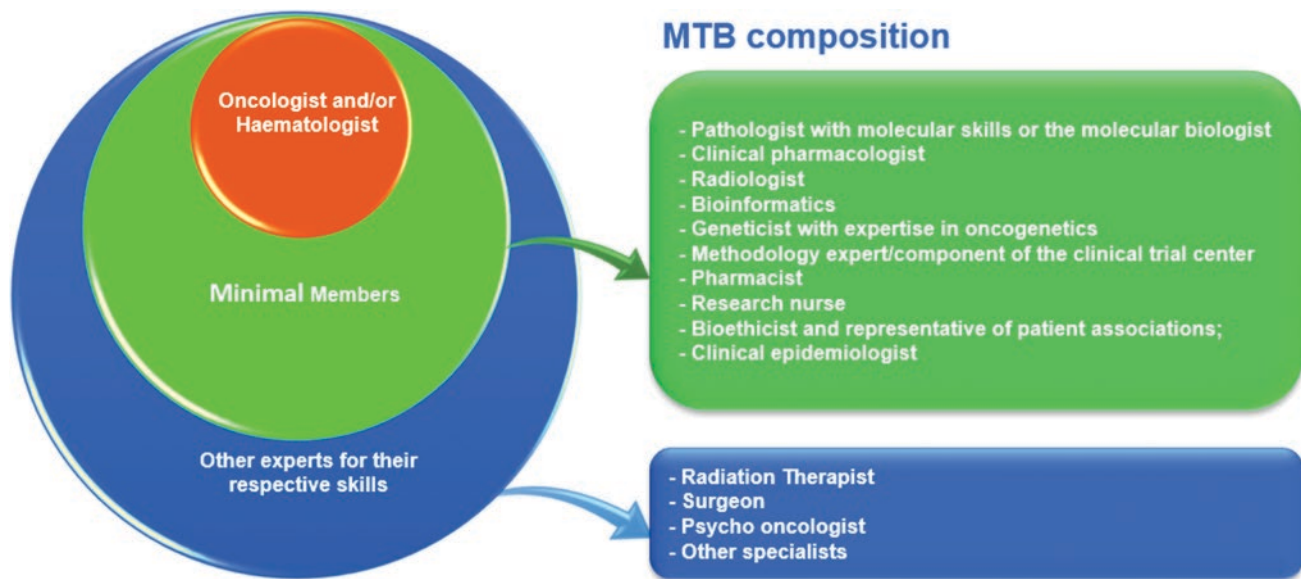 MTB composition
Oncologist and/or
Haematologist
Minimal Members
Other experts for their
respective skills
- Pathologist with molecular skills or the molecular biologist
- Clinical pharmacologist
- Radiologist
- Bioinformatics
- Geneticist with expertise in oncogenetics
- Methodology expert/component of the clinical trial center
- Pharmacist
- Research nurse
- Bioethicist and representative of patient associations;
- Clinical epidemiologist
- Radiation Therapist
- Surgeon
- Psycho oncologist
- Other specialists